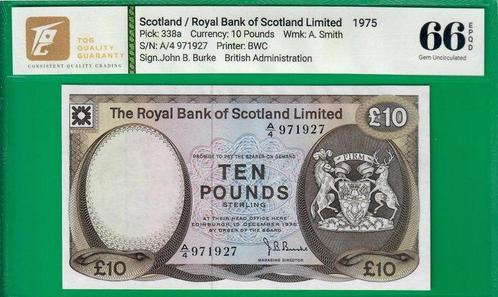 Scotland / Royal Bank of Scotland Limited 1975
Pick: 338a Currency: 10 Pounds Wmk: A. Smith
S/N: A/4 971927 Printer: BWC
Sign.John B. Burke British Administration
TQG
QUALITY
GUARANTY
CONSISTENT QUALITY GRADING
66 EPQD
Gem Uncirculated
The Royal Bank of Scotland Limited
£10
A/4 971927
PROMISE TO PAY THE BEARER ON DEMAND
TEN
POUNDS
STERLING
AT THEIR HEAD OFFICE HERE
EDINBURGH, 15 DECEMBER 1975
BY ORDER OF THE BOARD
A/4 971927
MANAGING DIRECTOR
£10
£10